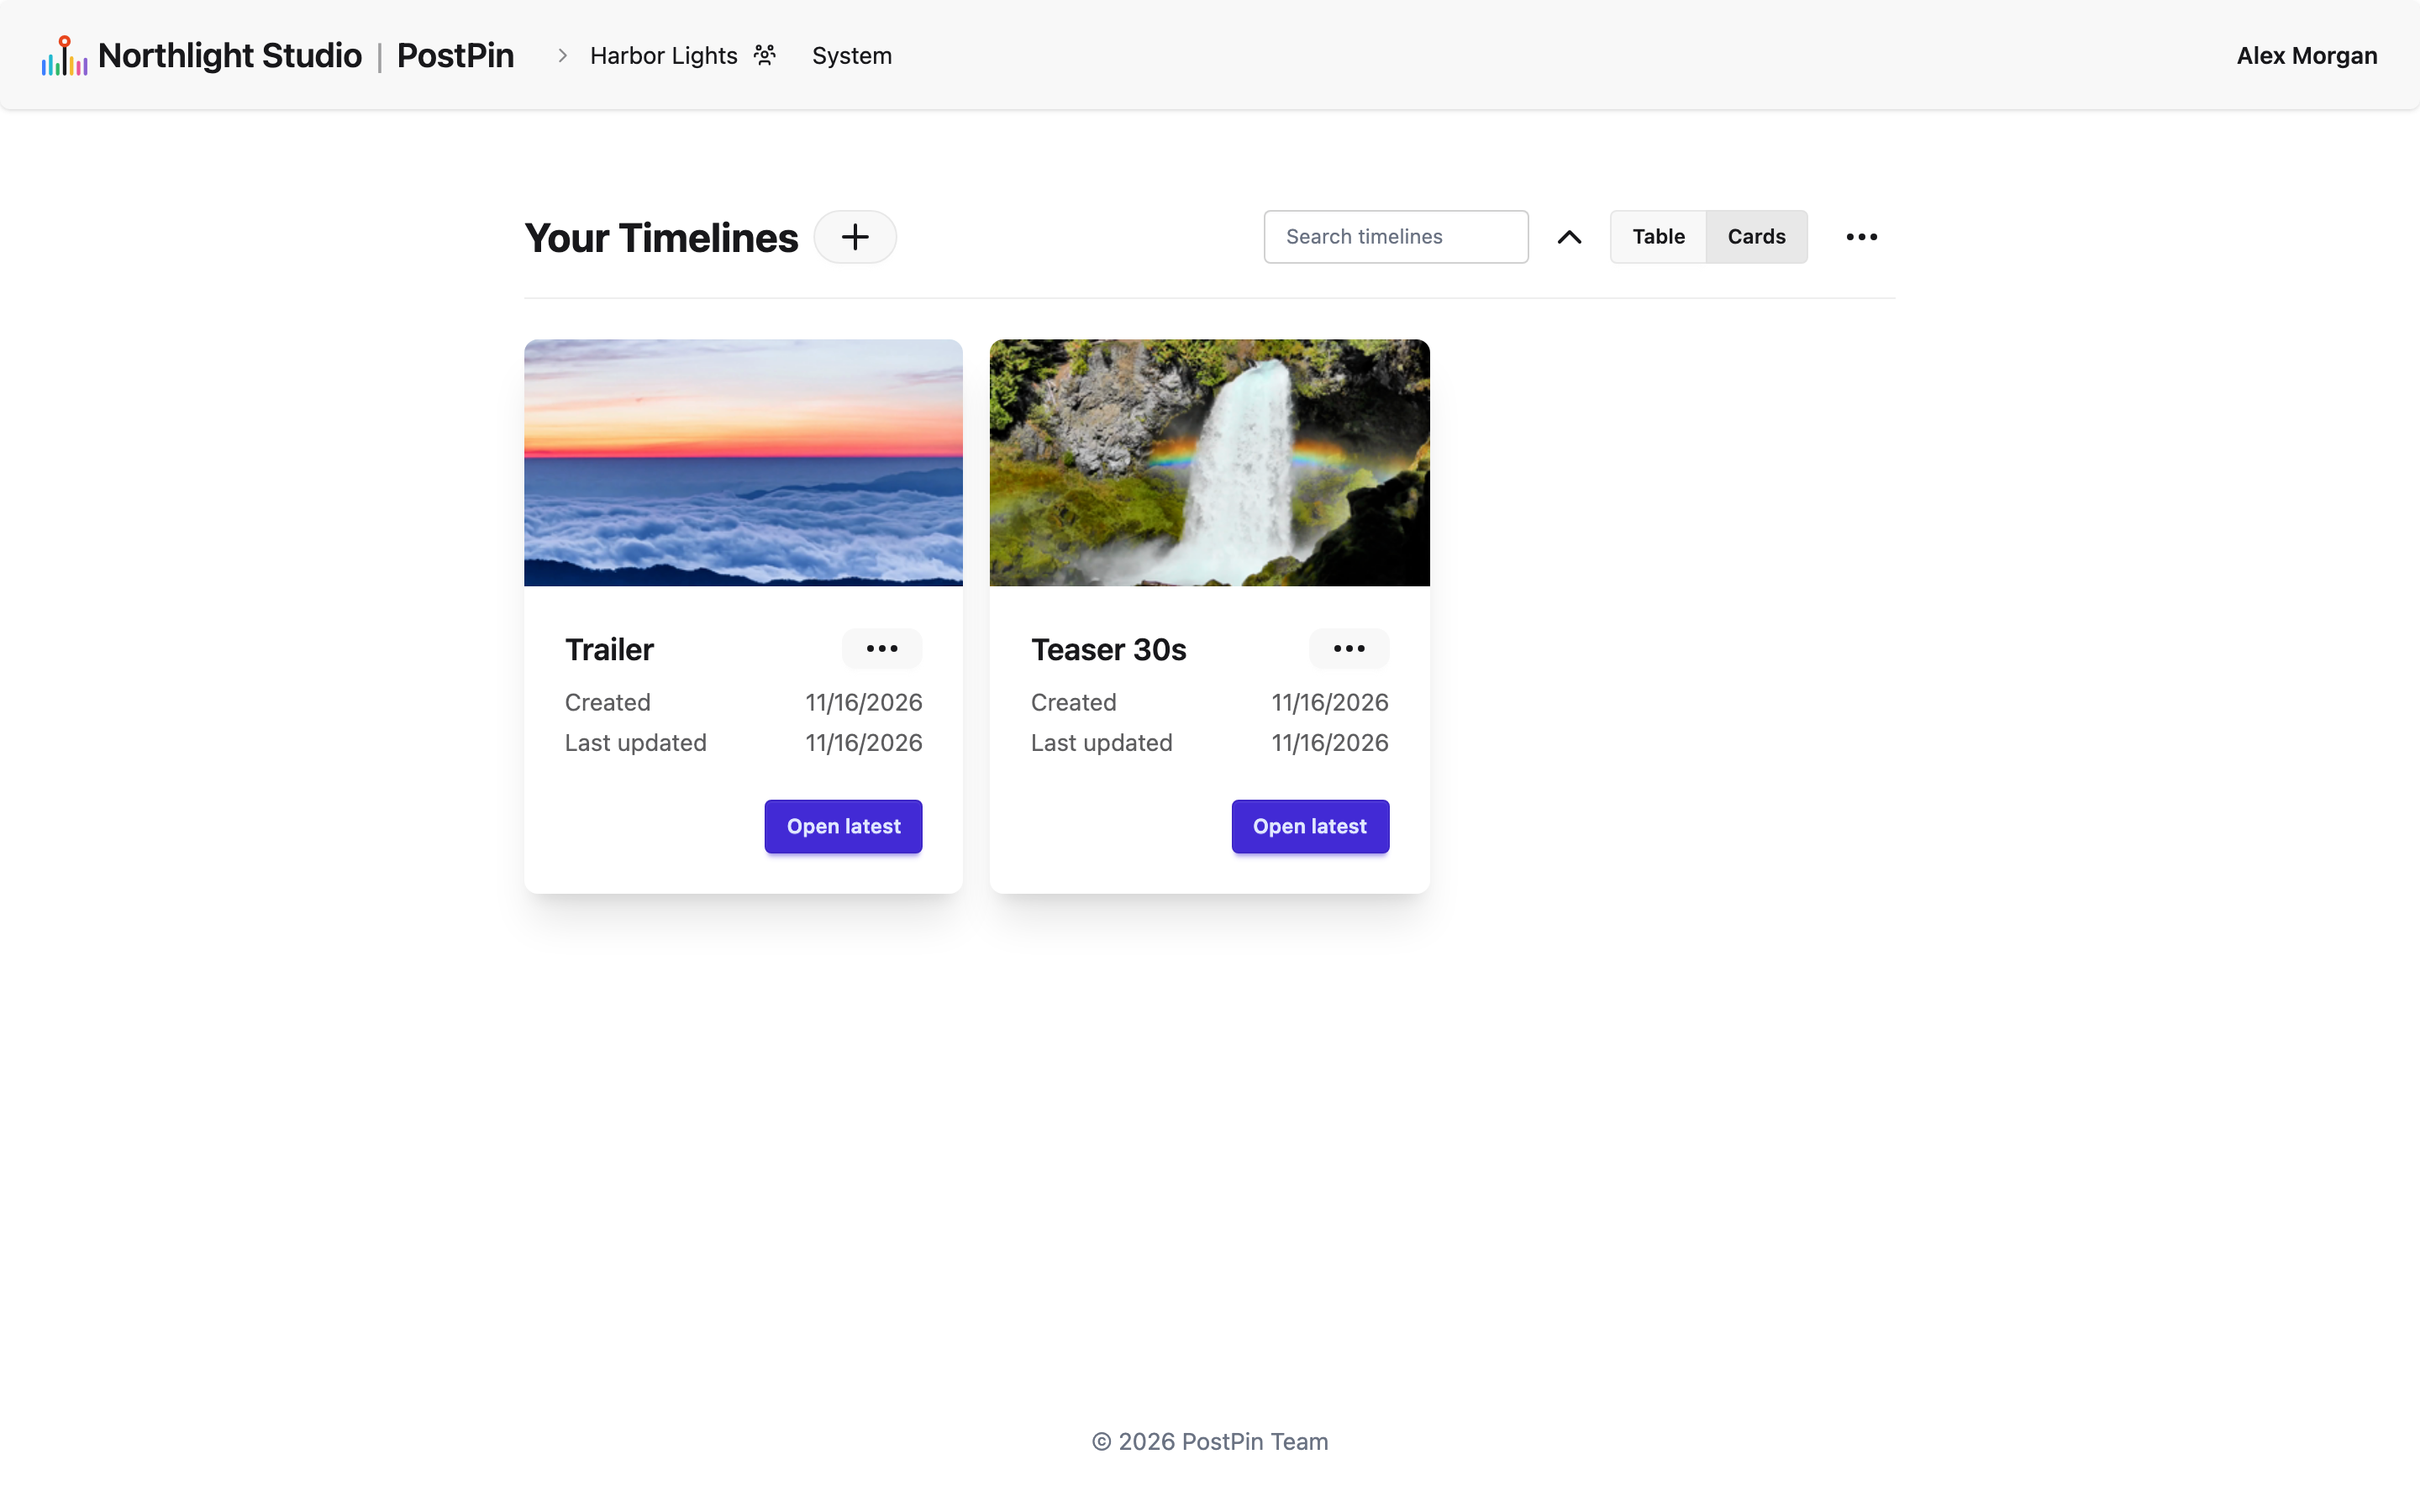 Northlight Studio | PostPin > Harbor Lights System Alex Morgan
Your Timelines + Search timelines Table Cards
Trailer
Created 11/16/2026
Last updated 11/16/2026
Open latest
Teaser 30s
Created 11/16/2026
Last updated 11/16/2026
Open latest
© 2026 PostPin Team